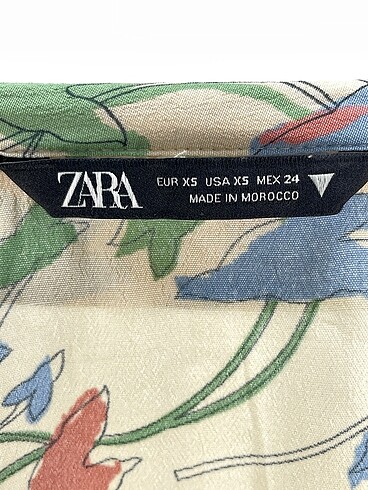 ZARA
EUR XS USA XS MEX 24
MADE IN MOROCCO